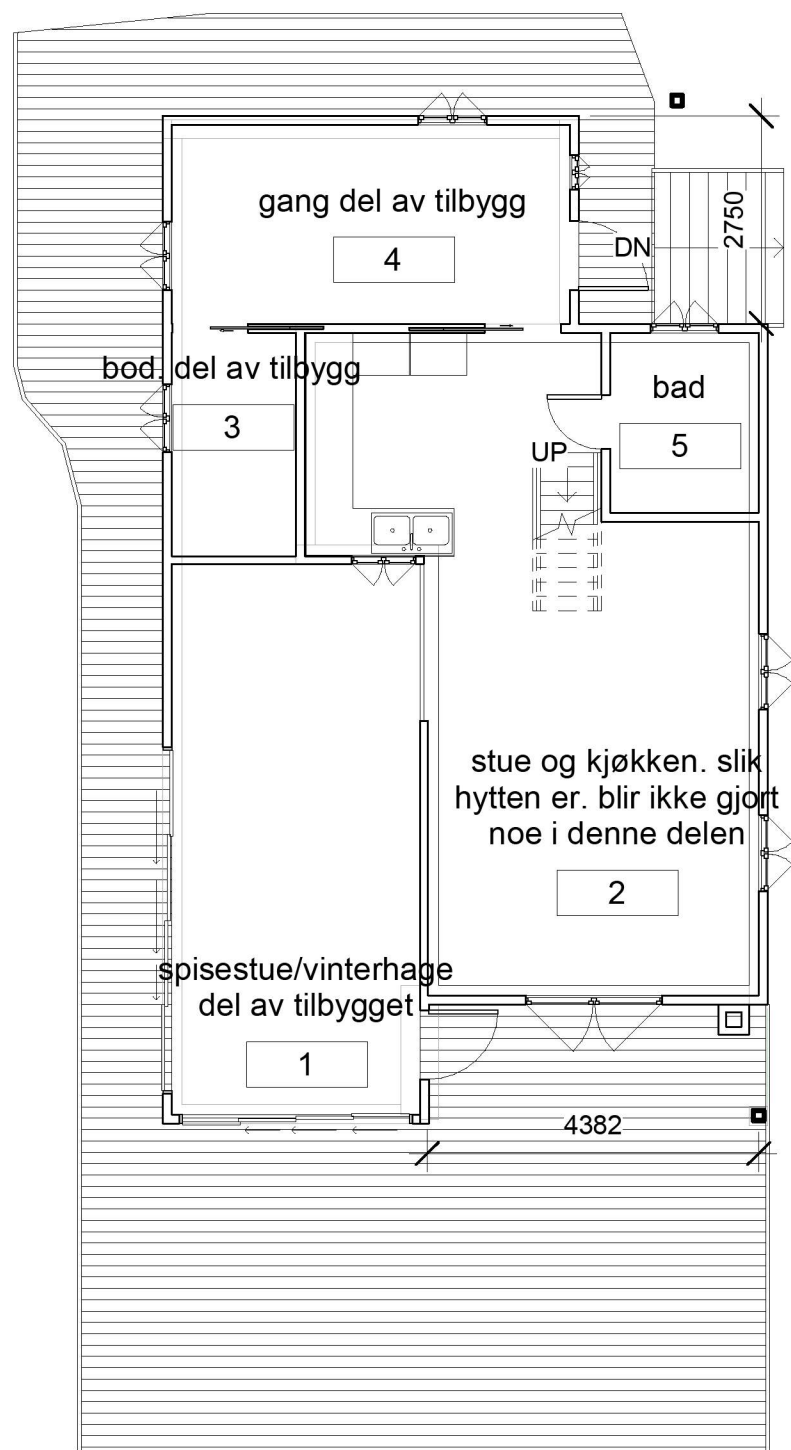 gang del av tilbygg
4
DN
2750
bod. del av tilbygg
3
bad
5
UP
stue og kjøkken. slik
hytten er. blir ikke gjort
noe i denne delen
2
spisestue/vinterhage
del av tilbygget
1
4382